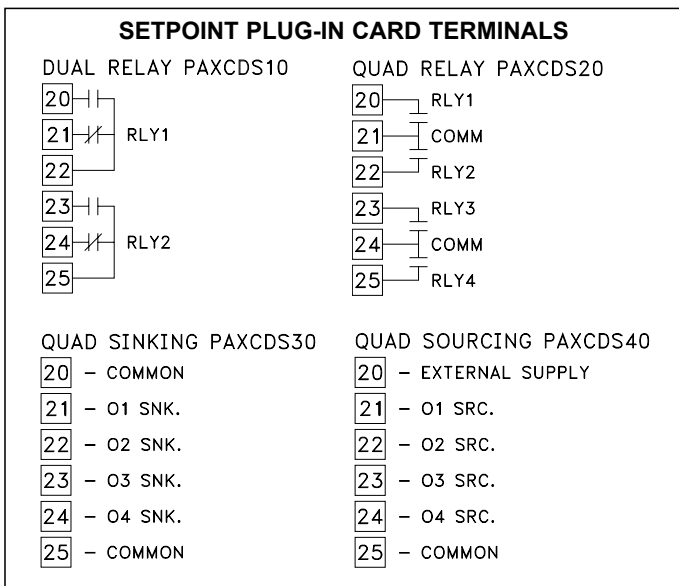 SETPOINT PLUG-IN CARD TERMINALS
DUAL RELAY PAXCDS10
20
21 RLY1
22
23
24 RLY2
25
QUAD RELAY PAXCDS20
20 RLY1
21 COMM
22 RLY2
23 RLY3
24 COMM
25 RLY4
QUAD SINKING PAXCDS30
20 - COMMON
21 - O1 SNK.
22 - O2 SNK.
23 - O3 SNK.
24 - O4 SNK.
25 - COMMON
QUAD SOURCING PAXCDS40
20 - EXTERNAL SUPPLY
21 - O1 SRC.
22 - O2 SRC.
23 - O3 SRC.
24 - O4 SRC.
25 - COMMON